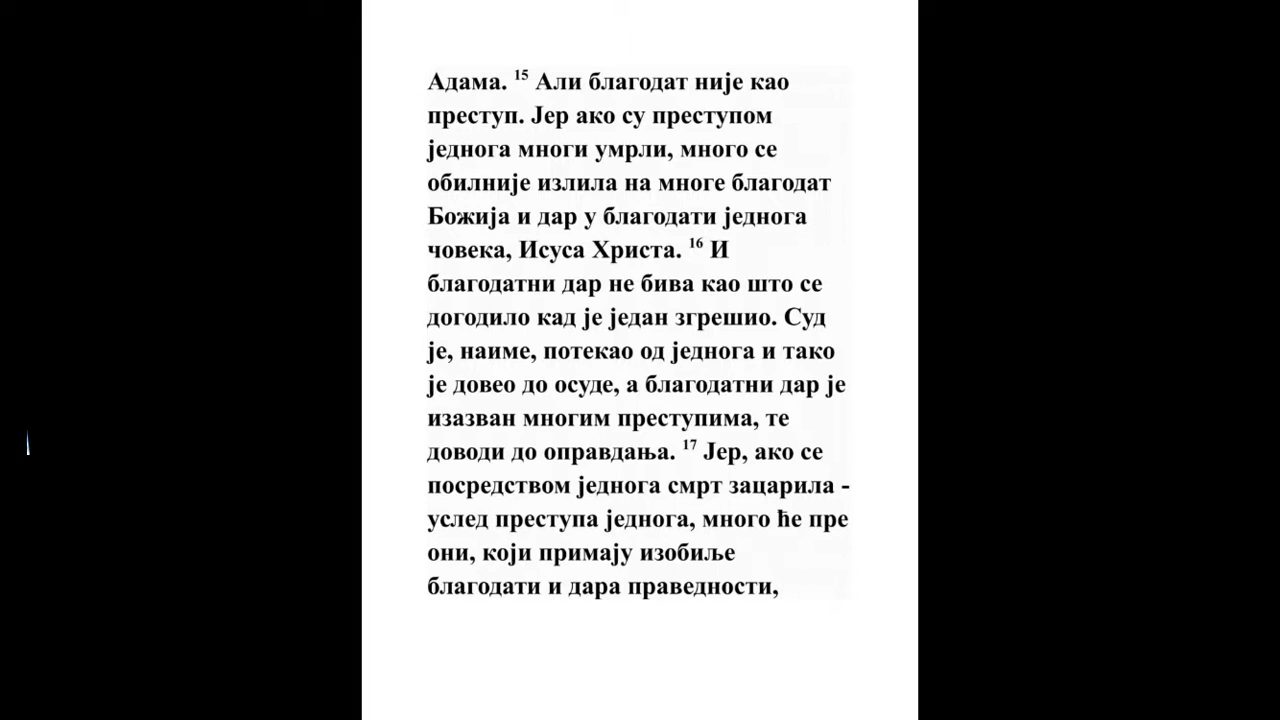 Адама. 15 Али благодат није као
преступ. Јер ако су преступом
једнога многи умрли, много се
обилније излила на многе благодат
Божија и дар у благодати једнога
човека, Исуса Христа. 16 И
благодатни дар не бива као што се
догодило кад је један згрешио. Суд
је, наиме, потекао од једнога и тако
је довео до осуде, а благодатни дар је
изазван многим преступима, те
доводи до оправдања. 17 Јер, ако се
посредством једнога смрт зацарила -
услед преступа једнога, много ће пре
они, који примају изобиље
благодати и дара праведности,